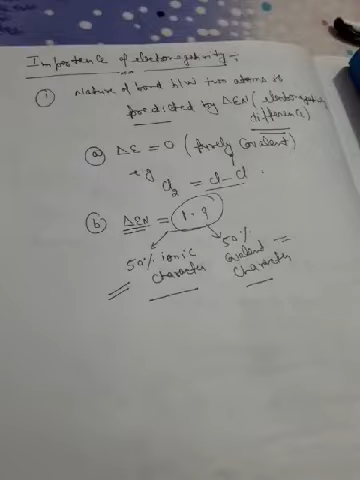 Importance of electronegativity :-
① Nature of bond b/w two atoms is
predicted by ΔEN (electronegativity
difference)
ⓐ ΔE = 0 (purely covalent)
e.g
cl₂ = cl-cl
ⓑ ΔEN = 1.9
50% ionic character
50% covalent character